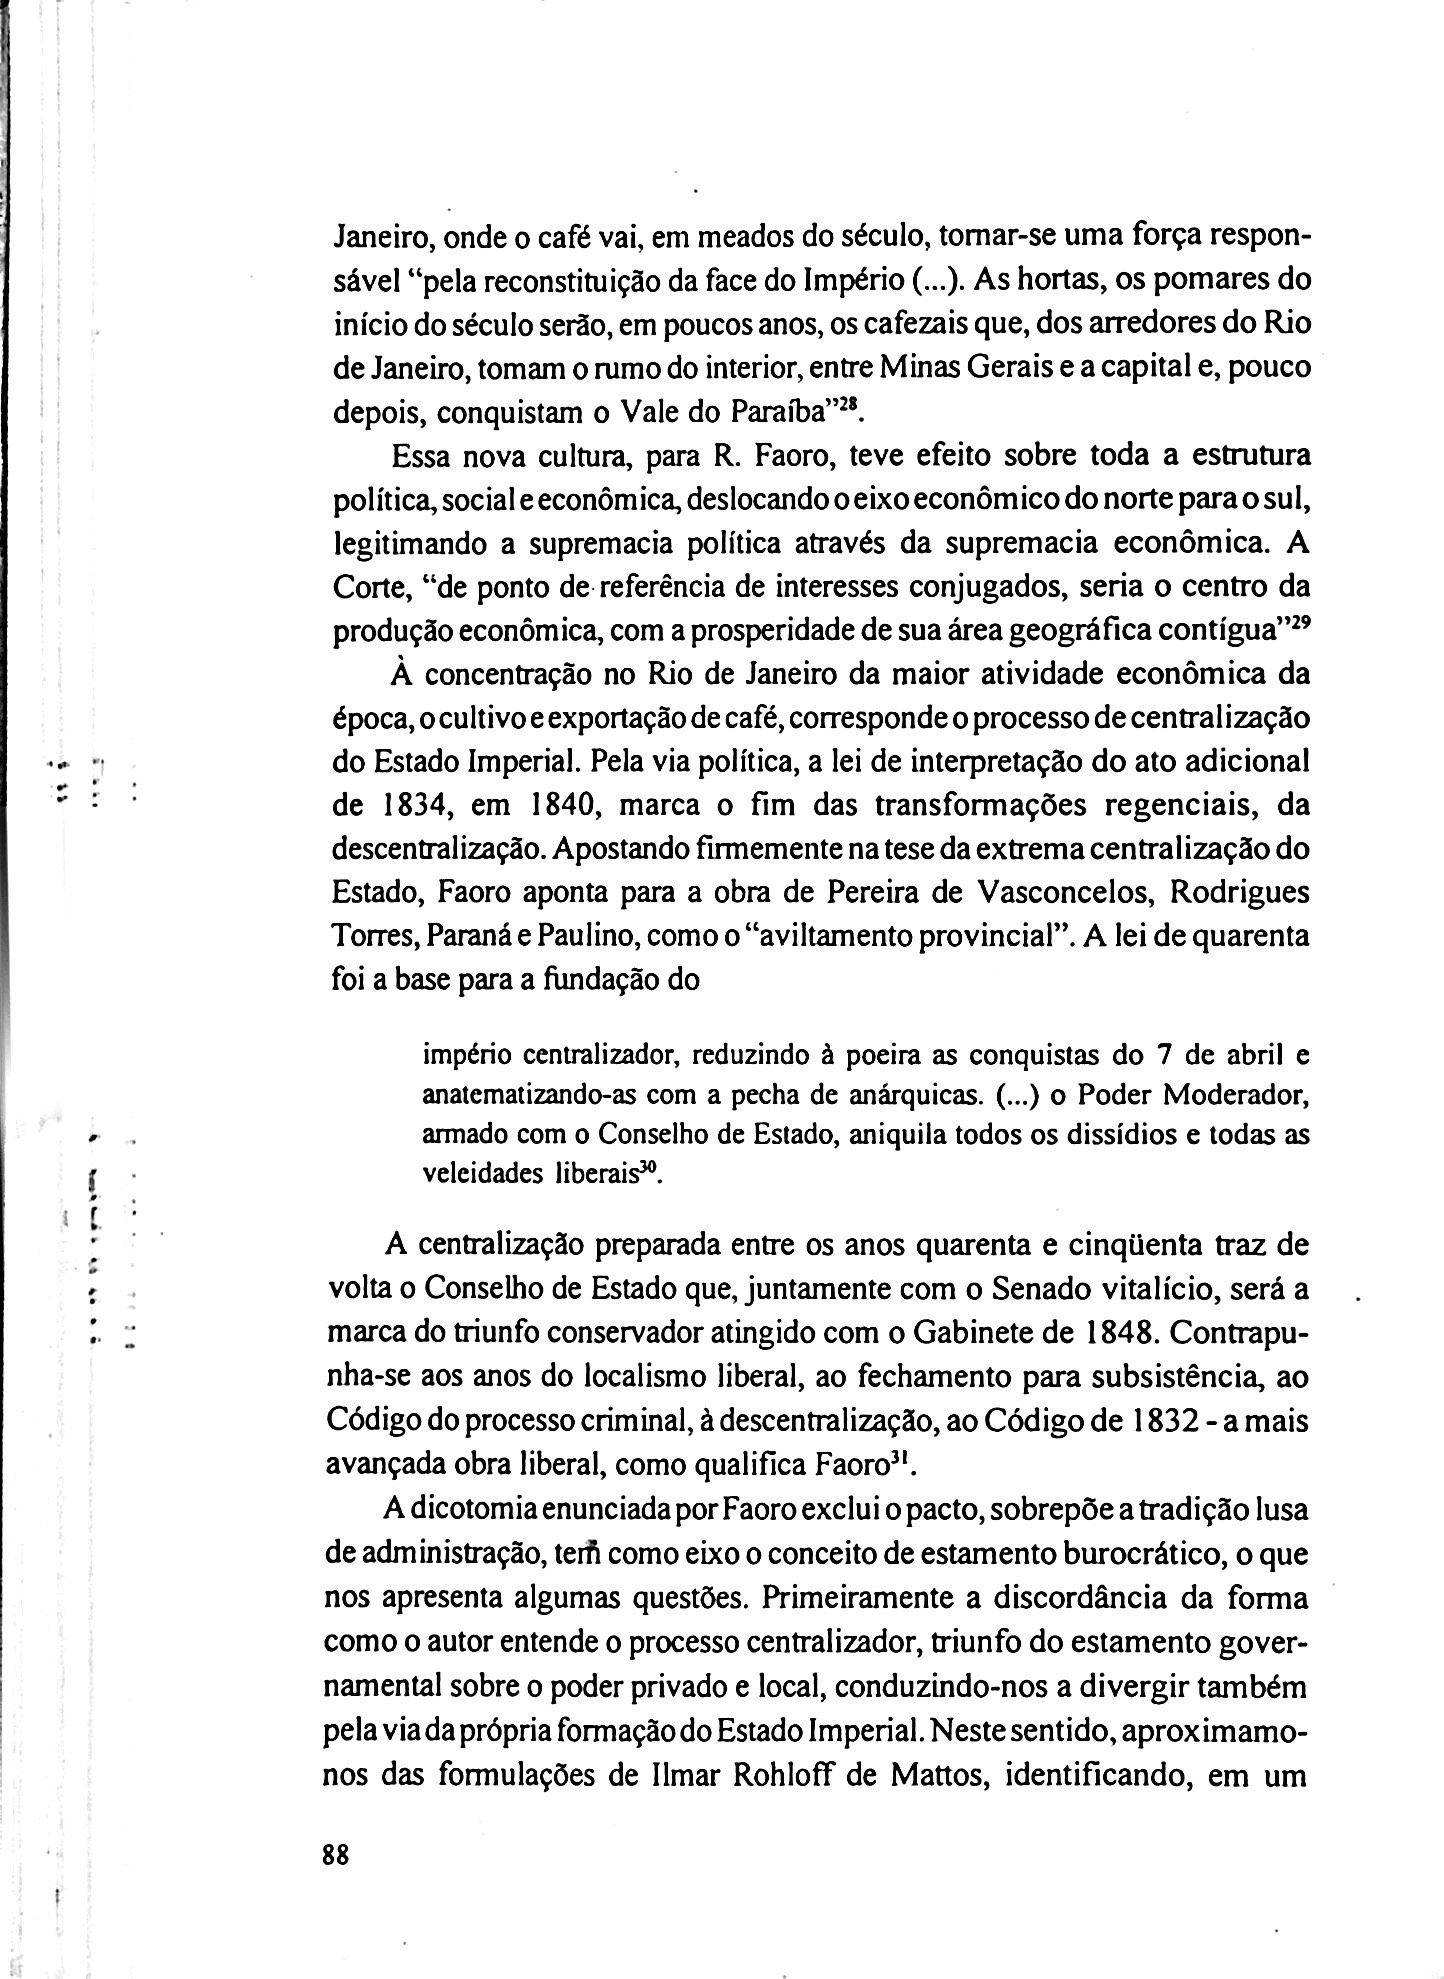 Janeiro, onde o café vai, em meados do século, tornar-se uma força respon-
sável “pela reconstituição da face do Império (...). As hortas, os pomares do
início do século serão, em poucos anos, os cafezais que, dos arredores do Rio
de Janeiro, tomam o rumo do interior, entre Minas Gerais e a capital e, pouco
depois, conquistam o Vale do Paraíba”²⁸.
Essa nova cultura, para R. Faoro, teve efeito sobre toda a estrutura
política, social e econômica, deslocando o eixo econômico do norte para o sul,
legitimando a supremacia política através da supremacia econômica. A
Corte, “de ponto de referência de interesses conjugados, seria o centro da
produção econômica, com a prosperidade de sua área geográfica contígua”²⁹
À concentração no Rio de Janeiro da maior atividade econômica da
época, o cultivo e exportação de café, corresponde o processo de centralização
do Estado Imperial. Pela via política, a lei de interpretação do ato adicional
de 1834, em 1840, marca o fim das transformações regenciais, da
descentralização. Apostando firmemente na tese da extrema centralização do
Estado, Faoro aponta para a obra de Pereira de Vasconcelos, Rodrigues
Torres, Paraná e Paulino, como o “aviltamento provincial”. A lei de quarenta
foi a base para a fundação do
império centralizador, reduzindo à poeira as conquistas do 7 de abril e
anatematizando-as com a pecha de anárquicas. (...) o Poder Moderador,
armado com o Conselho de Estado, aniquila todos os dissídios e todas as
veleidades liberais³⁰.
A centralização preparada entre os anos quarenta e cinqüenta traz de
volta o Conselho de Estado que, juntamente com o Senado vitalício, será a
marca do triunfo conservador atingido com o Gabinete de 1848. Contrapu-
nha-se aos anos do localismo liberal, ao fechamento para subsistência, ao
Código do processo criminal, à descentralização, ao Código de 1832 - a mais
avançada obra liberal, como qualifica Faoro³¹.
A dicotomia enunciada por Faoro exclui o pacto, sobrepõe a tradição lusa
de administração, tem como eixo o conceito de estamento burocrático, o que
nos apresenta algumas questões. Primeiramente a discordância da forma
como o autor entende o processo centralizador, triunfo do estamento gover-
namental sobre o poder privado e local, conduzindo-nos a divergir também
pela via da própria formação do Estado Imperial. Neste sentido, aproximamo-
nos das formulações de Ilmar Rohloff de Mattos, identificando, em um
88